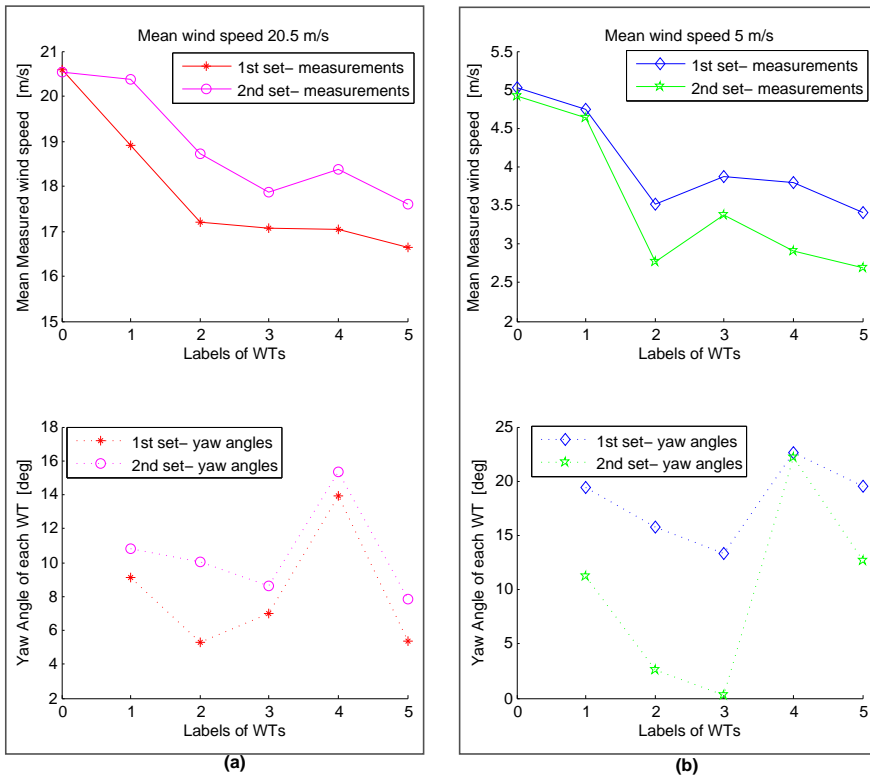 Mean wind speed 20.5 m/s
Mean Measured wind speed [m/s]
21
20
19
18
17
16
15
1st set− measurements
2nd set− measurements
0 1 2 3 4 5
Labels of WTs
Yaw Angle of each WT [deg]
18
16
14
12
10
8
6
4
2
1st set− yaw angles
2nd set− yaw angles
0 1 2 3 4 5
Labels of WTs
(a)
Mean wind speed 5 m/s
Mean Measured wind speed [m/s]
5.5
5
4.5
4
3.5
3
2.5
2
1st set− measurements
2nd set− measurements
0 1 2 3 4 5
Labels of WTs
Yaw Angle of each WT [deg]
25
20
15
10
5
0
1st set− yaw angles
2nd set− yaw angles
0 1 2 3 4 5
Labels of WTs
(b)